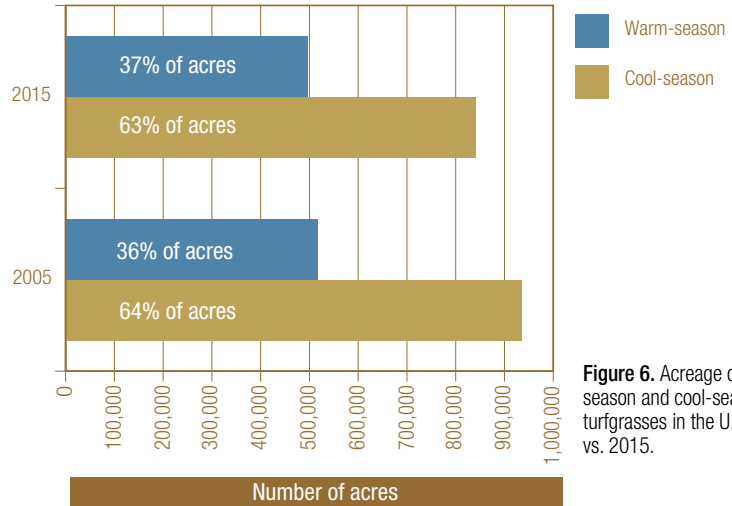 Warm-season
Cool-season
2015
37% of acres
63% of acres
2005
36% of acres
64% of acres
0
100,000
200,000
300,000
400,000
500,000
600,000
700,000
800,000
900,000
1,000,000
Number of acres
Figure 6. Acreage
season and
turfgrasses in the
vs. 2015.